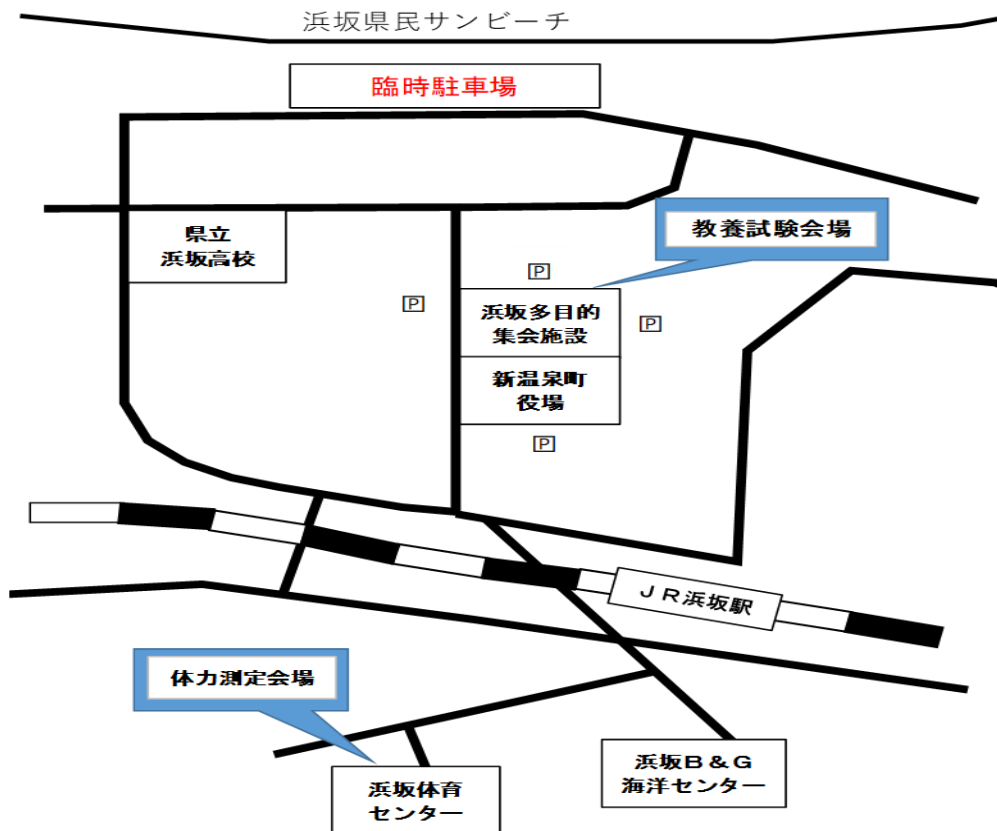 浜坂県民サンビーチ
臨時駐車場
教養試験会場
県立
浜坂高校
P
P
P
浜坂多目的
集会施設
新温泉町
役場
P
JR浜坂駅
体力測定会場
浜坂B&G
海洋センター
浜坂体育
センター